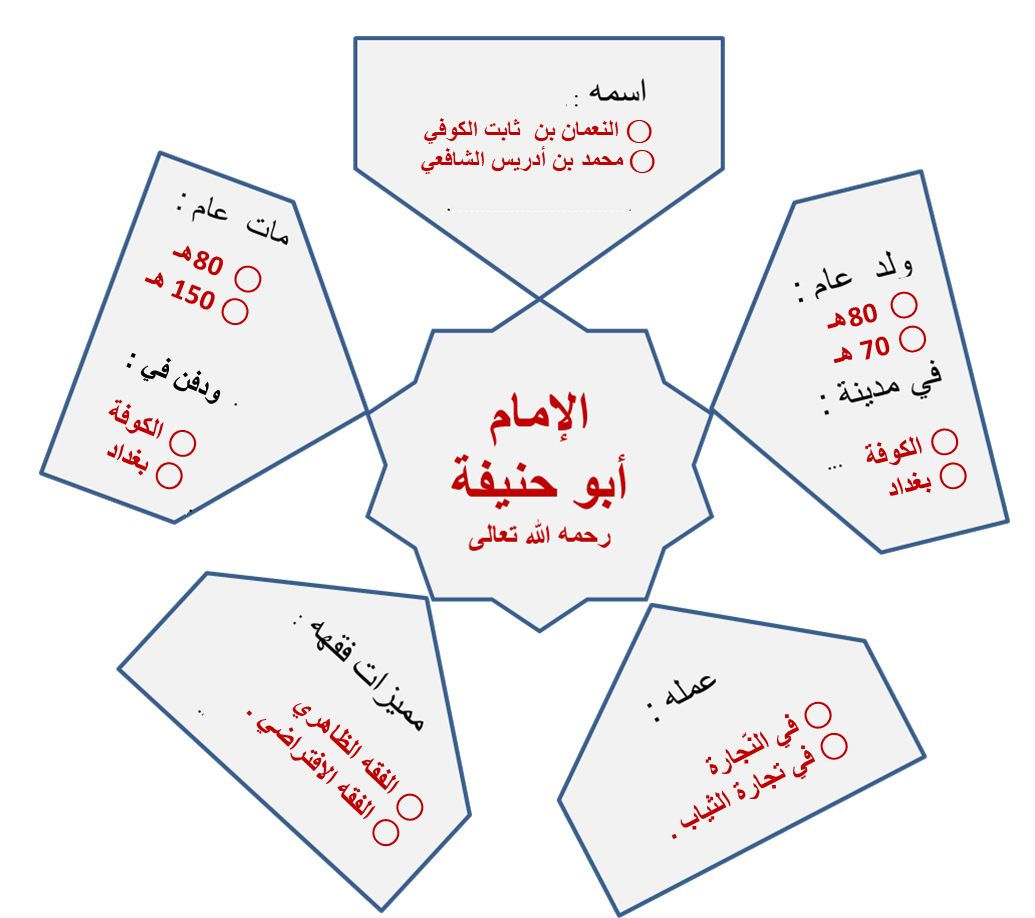 اسمه :
النعمان بن ثابت الكوفي
محمد بن أدريس الشافعي
ولد عام :
80هـ
70 هـ
في مدينة :
الكوفة
بغداد
...
عمله :
في النّجارة
في تجارة الثياب .
مميزات فقهه :
الفقه الظاهري
الفقه الافتراضي .
مات عام :
80هـ
150 هـ
ودفن في :
الكوفة
بغداد
الإمام
أبو حنيفة
رحمه الله تعالى